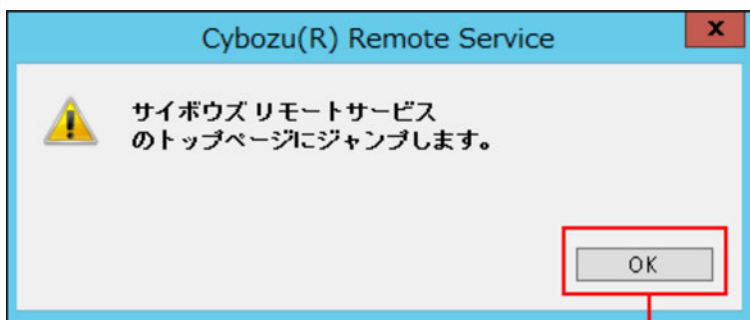 Cybozu(R) Remote Service
x
サイボウズ リモートサービス
のトップページにジャンプします。
OK